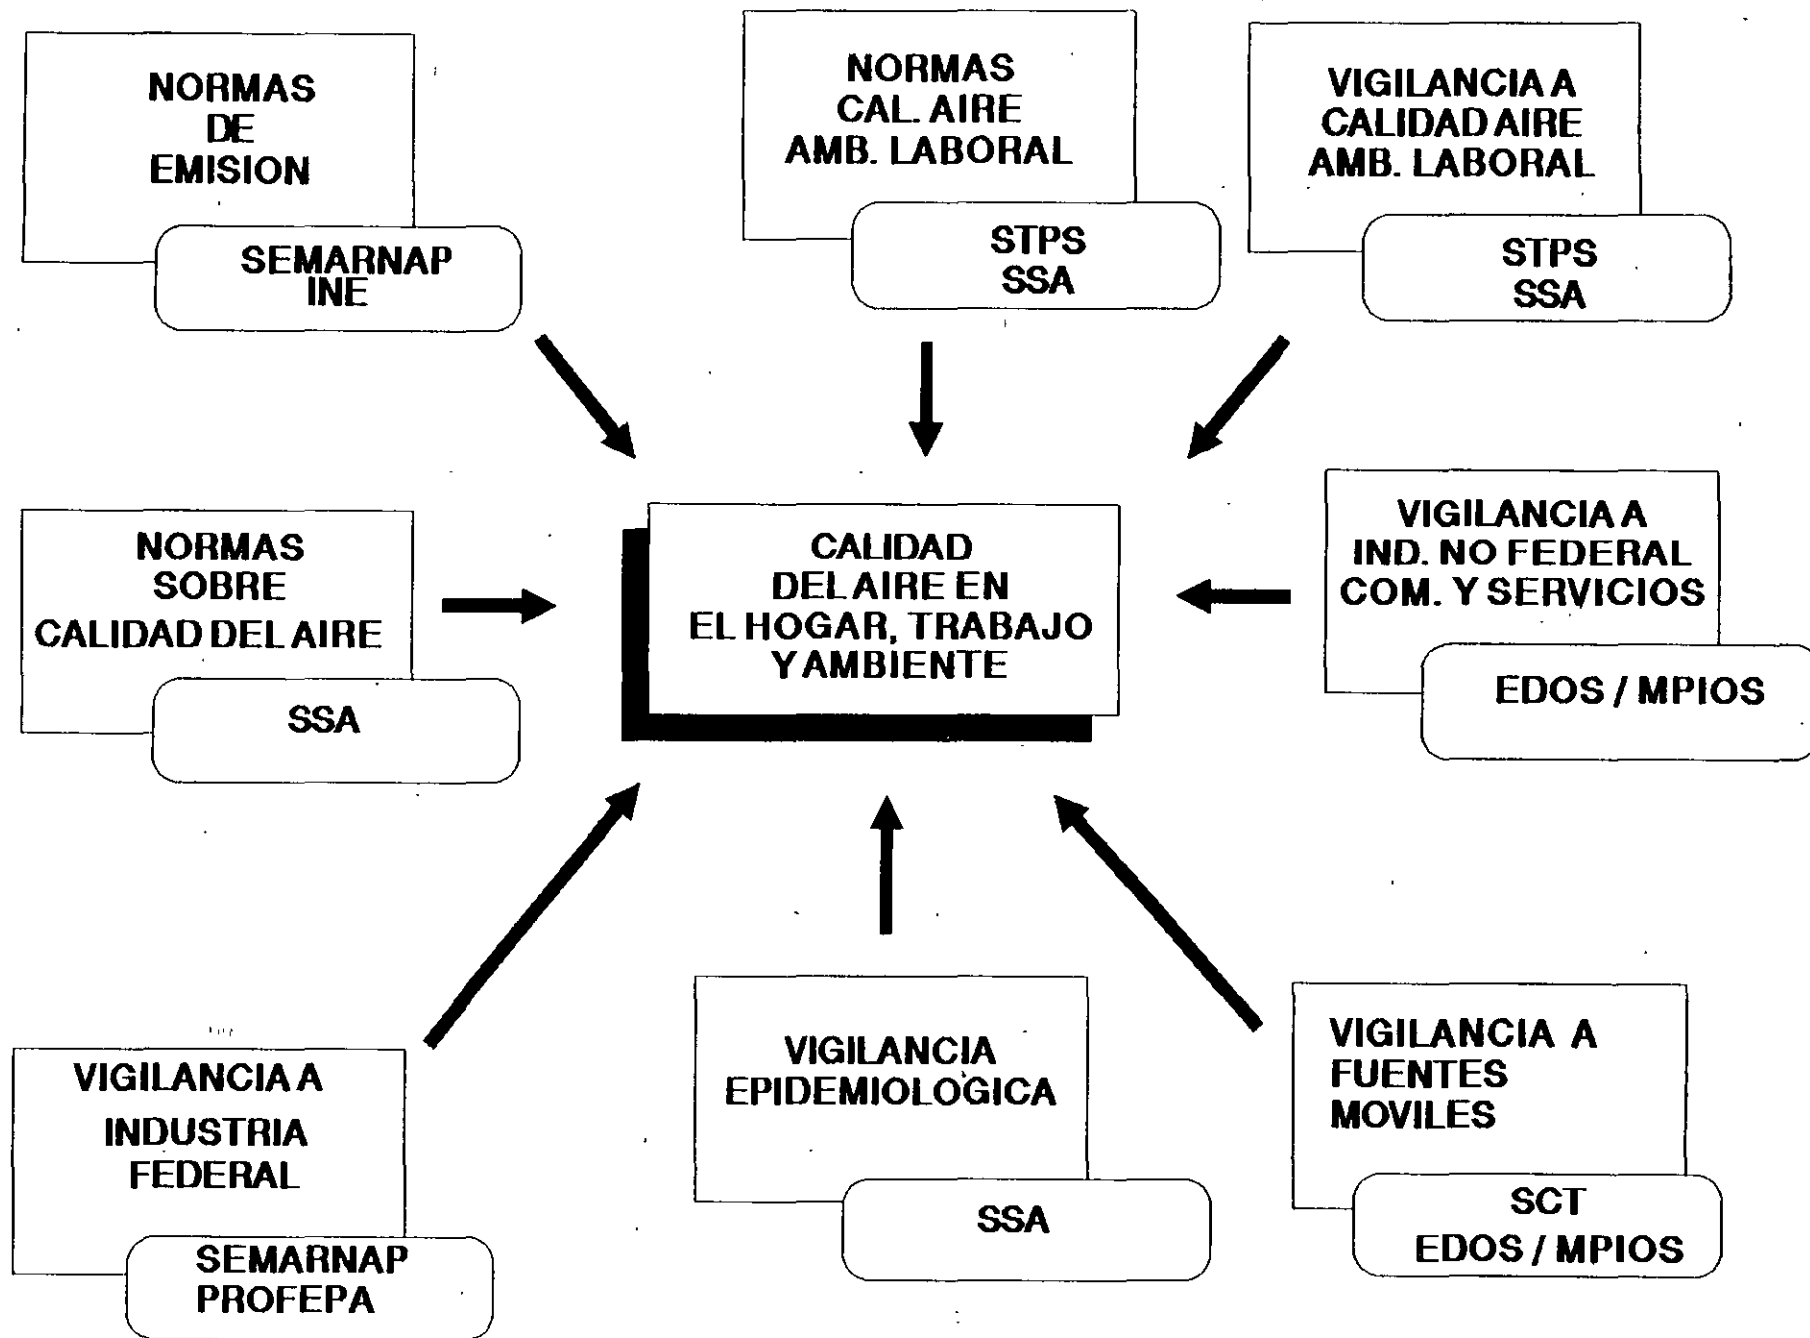 NORMAS
DE
EMISION
SEMARNAP
INE
NORMAS
CAL. AIRE
AMB. LABORAL
STPS
SSA
VIGILANCIA A
CALIDAD AIRE
AMB. LABORAL
STPS
SSA
NORMAS
SOBRE
CALIDAD DEL AIRE
SSA
CALIDAD
DEL AIRE EN
EL HOGAR, TRABAJO
Y AMBIENTE
VIGILANCIA A
IND. NO FEDERAL
COM. Y SERVICIOS
EDOS / MPIOS
VIGILANCIA A
INDUSTRIA
FEDERAL
SEMARNAP
PROFEPA
VIGILANCIA
EPIDEMIOLOGICA
SSA
VIGILANCIA A
FUENTES
MOVILES
SCT
EDOS / MPIOS